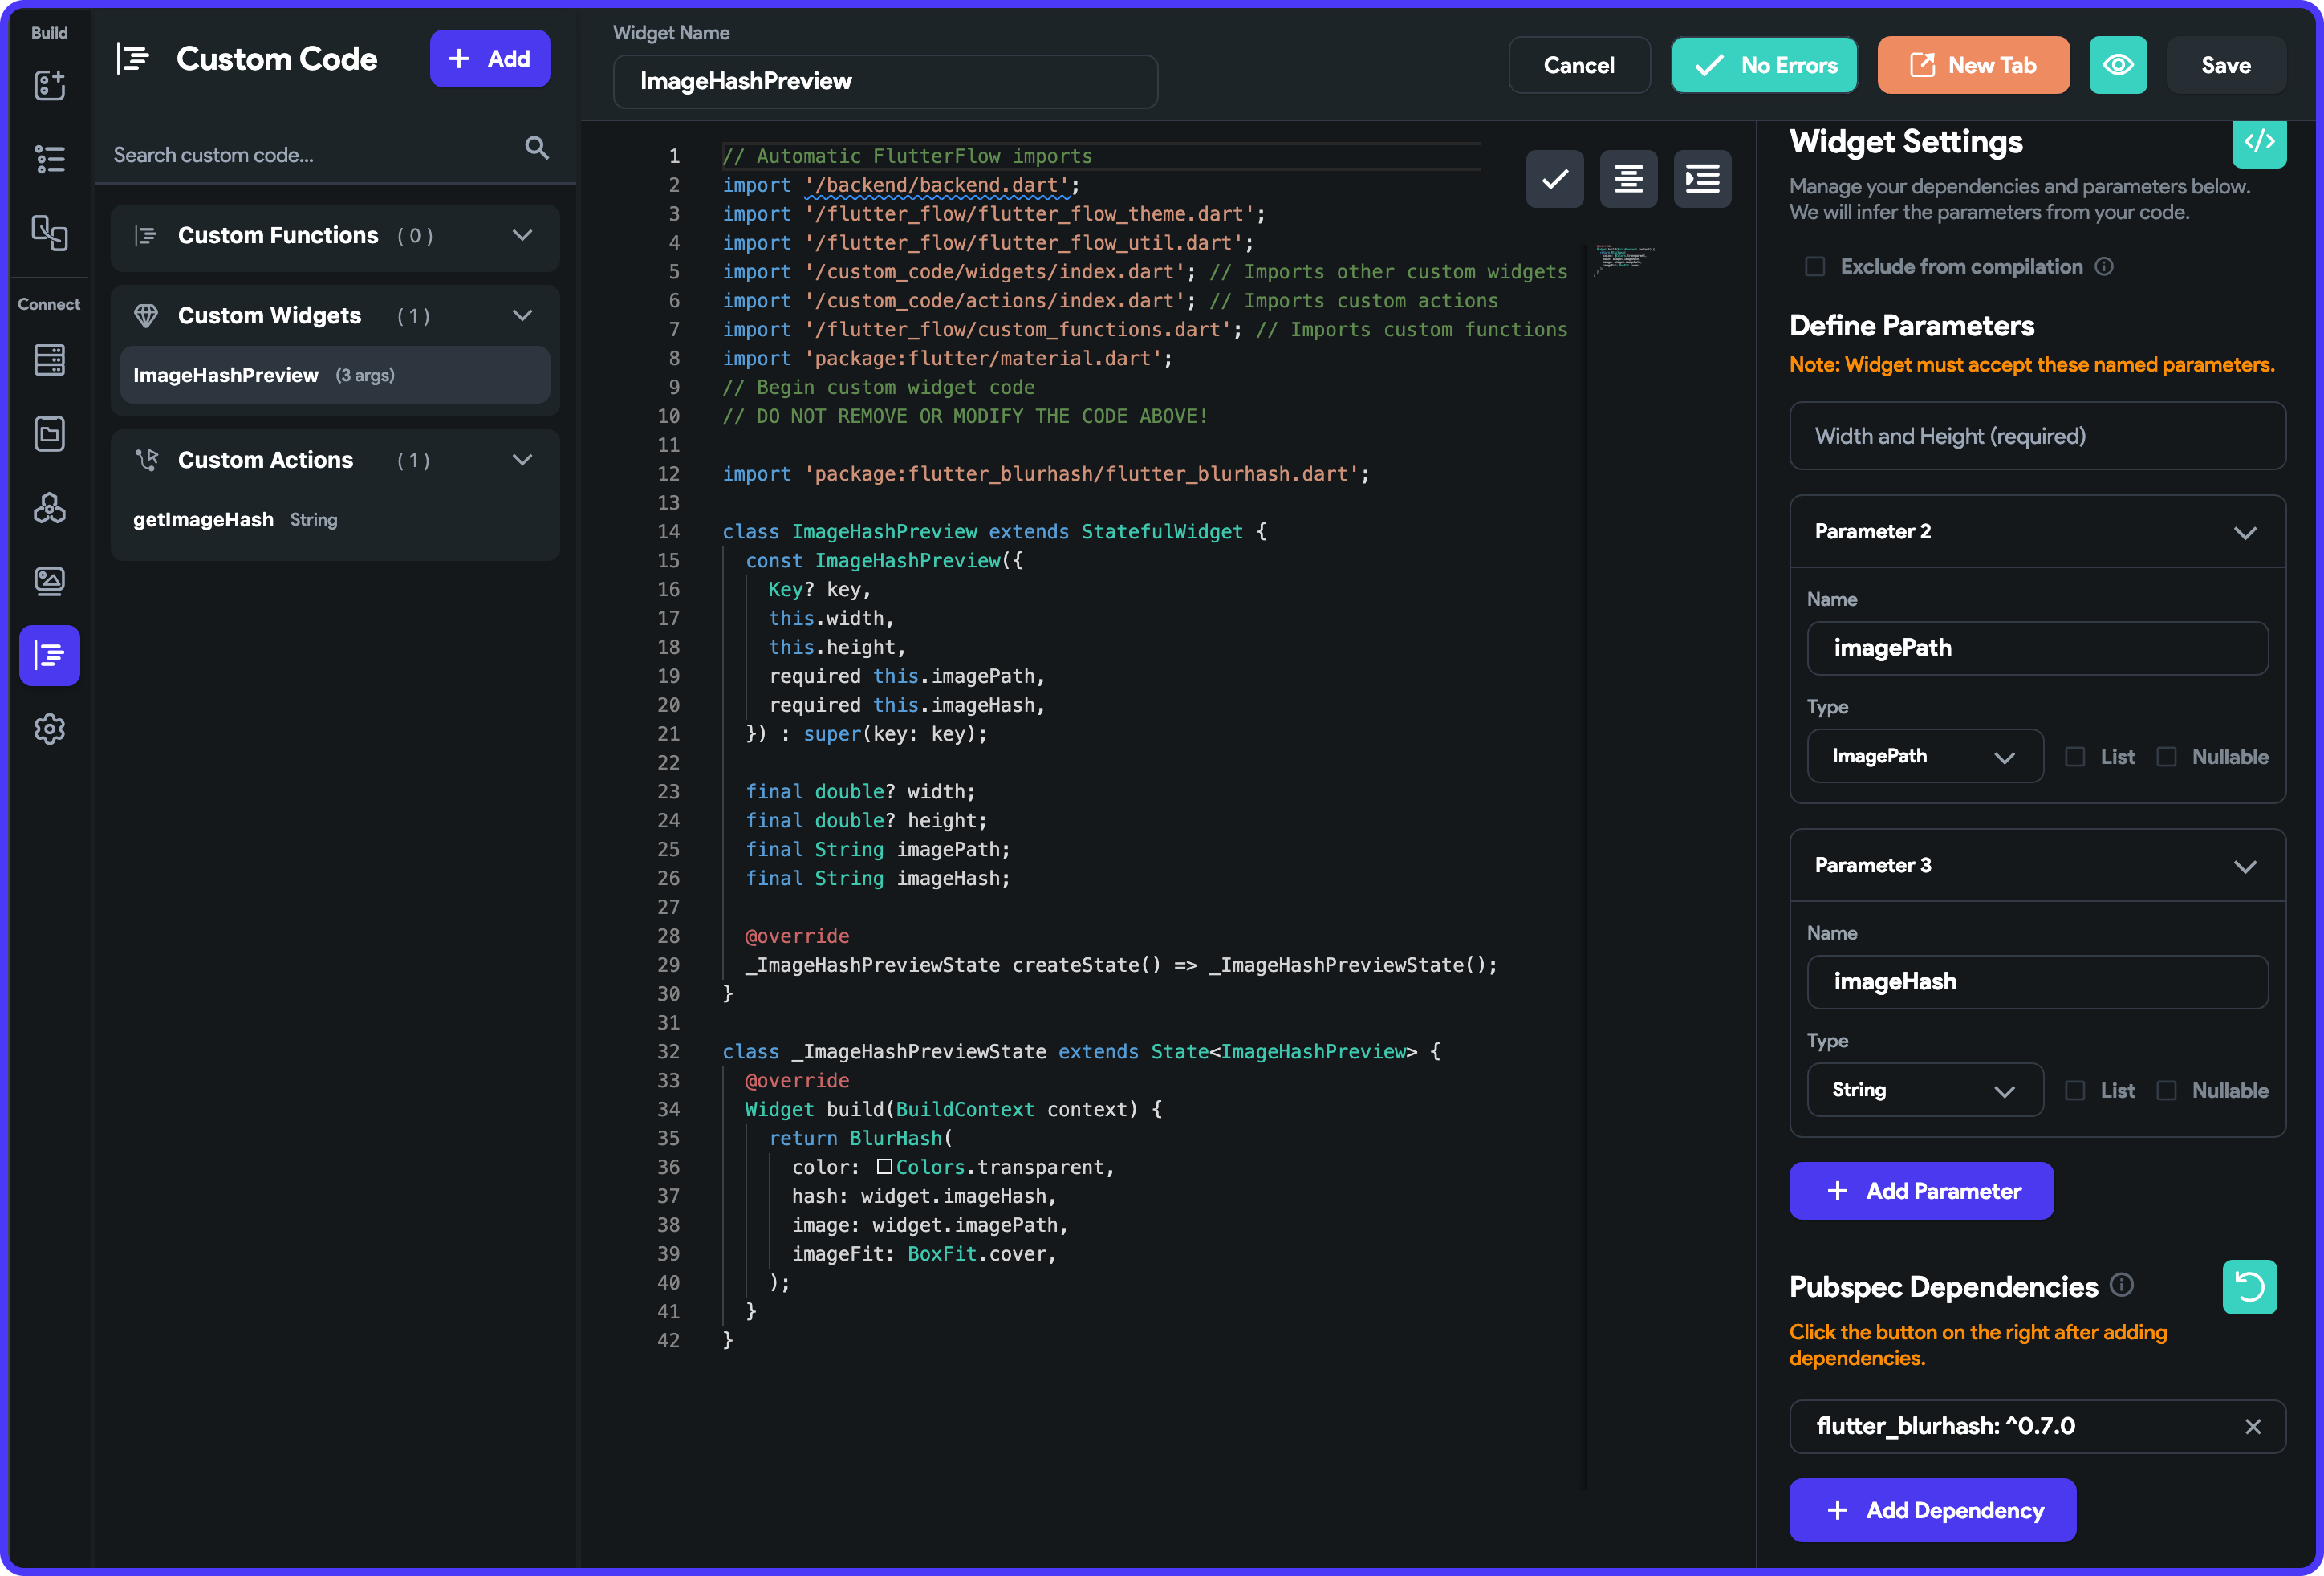 Build
Connect
Custom Code
+ Add
Search custom code...
Custom Functions ( 0 )
Custom Widgets ( 1 )
ImageHashPreview (3 args)
Custom Actions ( 1 )
getImageHash String
Widget Name
ImageHashPreview
Cancel
No Errors
New Tab
Save
1 // Automatic FlutterFlow imports
2 import '/backend/backend.dart';
3 import '/flutter_flow/flutter_flow_theme.dart';
4 import '/flutter_flow/flutter_flow_util.dart';
5 import '/custom_code/widgets/index.dart'; // Imports other custom widgets
6 import '/custom_code/actions/index.dart'; // Imports custom actions
7 import '/flutter_flow/custom_functions.dart'; // Imports custom functions
8 import 'package:flutter/material.dart';
9 // Begin custom widget code
10 // DO NOT REMOVE OR MODIFY THE CODE ABOVE!
11
12 import 'package:flutter_blurhash/flutter_blurhash.dart';
13
14 class ImageHashPreview extends StatefulWidget {
15 const ImageHashPreview({
16 Key? key,
17 this.width,
18 this.height,
19 required this.imagePath,
20 required this.imageHash,
21 }) : super(key: key);
22
23 final double? width;
24 final double? height;
25 final String imagePath;
26 final String imageHash;
27
28 @override
29 _ImageHashPreviewState createState() => _ImageHashPreviewState();
30 }
31
32 class _ImageHashPreviewState extends State<ImageHashPreview> {
33 @override
34 Widget build(BuildContext context) {
35 return BlurHash(
36 color: Colors.transparent,
37 hash: widget.imageHash,
38 image: widget.imagePath,
39 imageFit: BoxFit.cover,
40 );
41 }
42 }
Widget Settings
</>
Manage your dependencies and parameters below.
We will infer the parameters from your code.
Exclude from compilation
Define Parameters
Note: Widget must accept these named parameters.
Width and Height (required)
Parameter 2
Name
imagePath
Type
ImagePath List Nullable
Parameter 3
Name
imageHash
Type
String List Nullable
+ Add Parameter
Pubspec Dependencies
Click the button on the right after adding
dependencies.
flutter_blurhash: ^0.7.0
+ Add Dependency